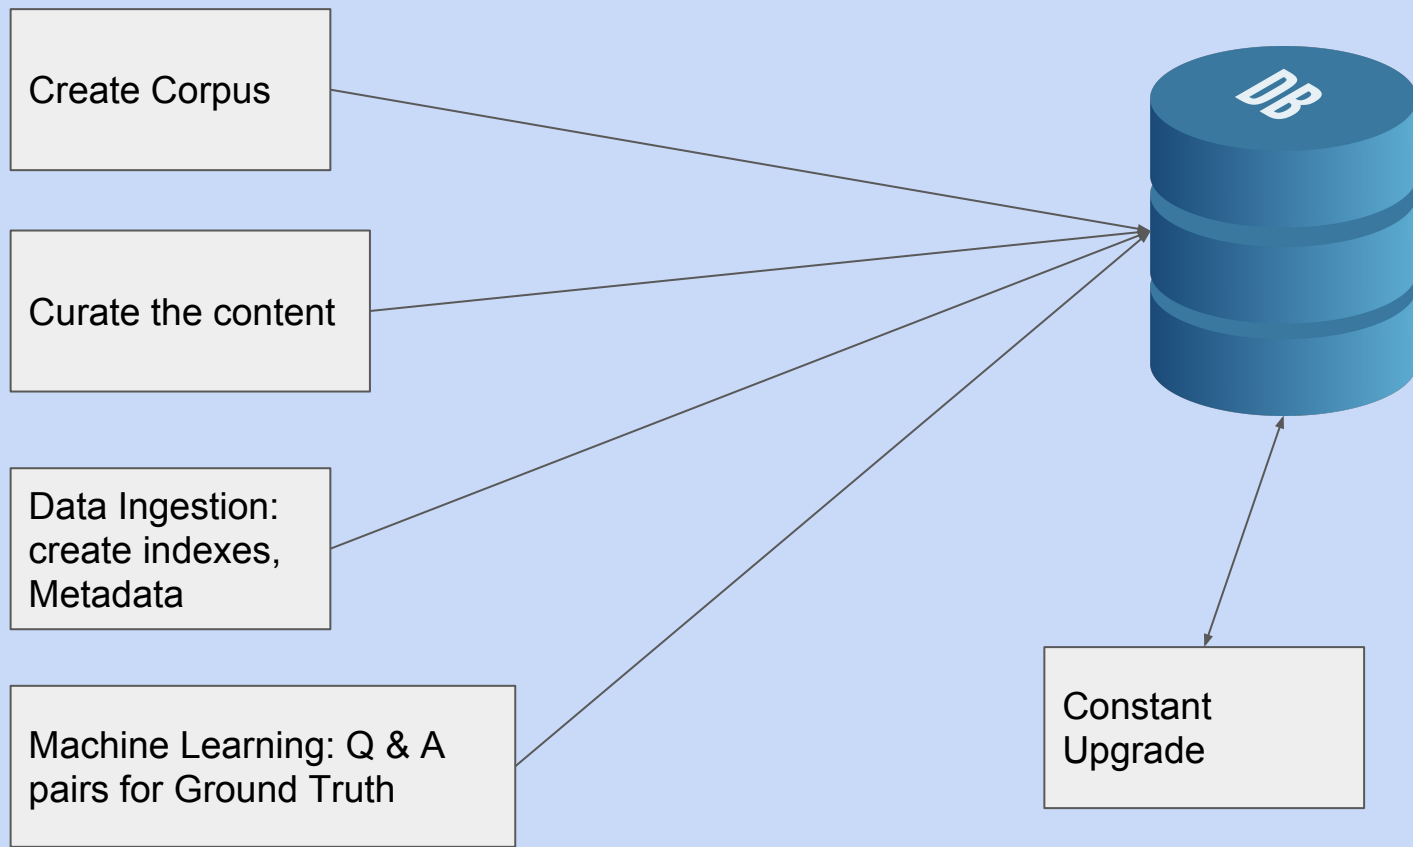 Create Corpus
DB
Curate the content
Data Ingestion:
create indexes,
Metadata
Machine Learning: Q & A
pairs for Ground Truth
Constant
Upgrade